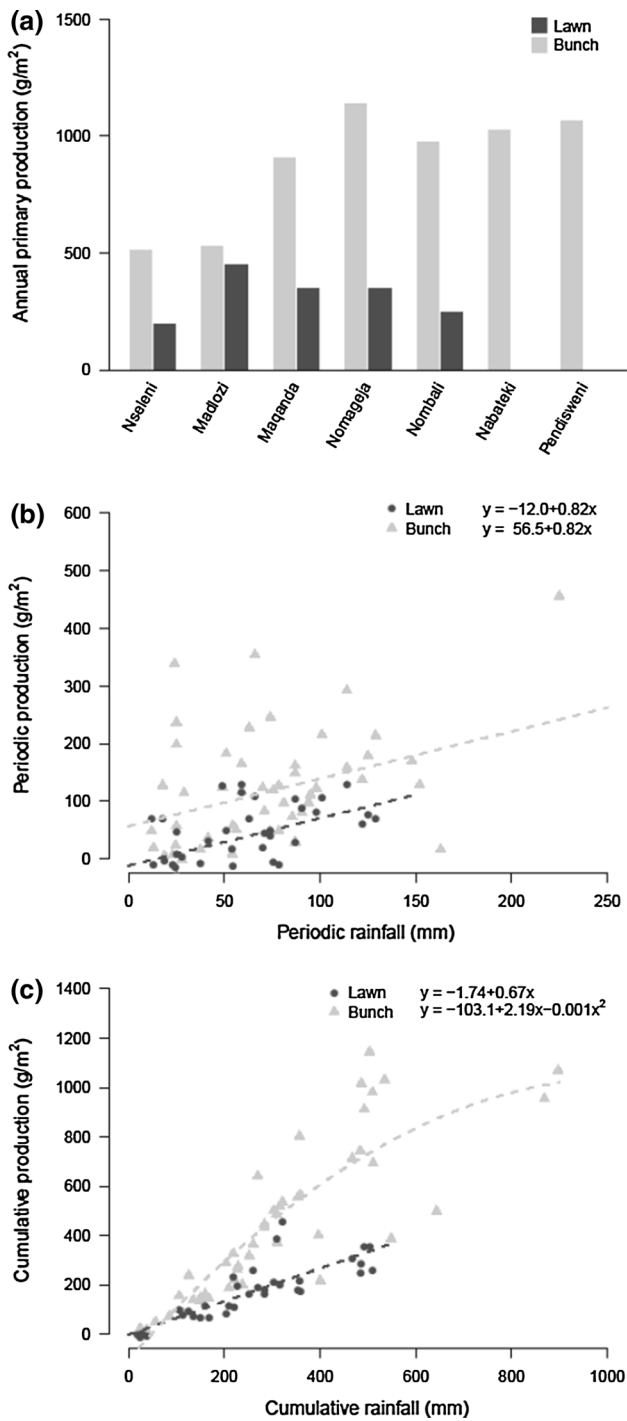 (a)
1500
1000
500
0
Annual primary production (g/m²)
Lawn
Bunch
Nseleni
Madlozi
Maqanda
Nomageja
Nombali
Nabateki
Pendisweni
(b)
600
500
400
300
200
100
0
Periodic production (g/m²)
Lawn y = −12.0+0.82x
Bunch y = 56.5+0.82x
0 50 100 150 200 250
Periodic rainfall (mm)
(c)
1400
1200
1000
800
600
400
200
0
Cumulative production (g/m²)
Lawn y = −1.74+0.67x
Bunch y = −103.1+2.19x−0.001x²
0 200 400 600 800 1000
Cumulative rainfall (mm)